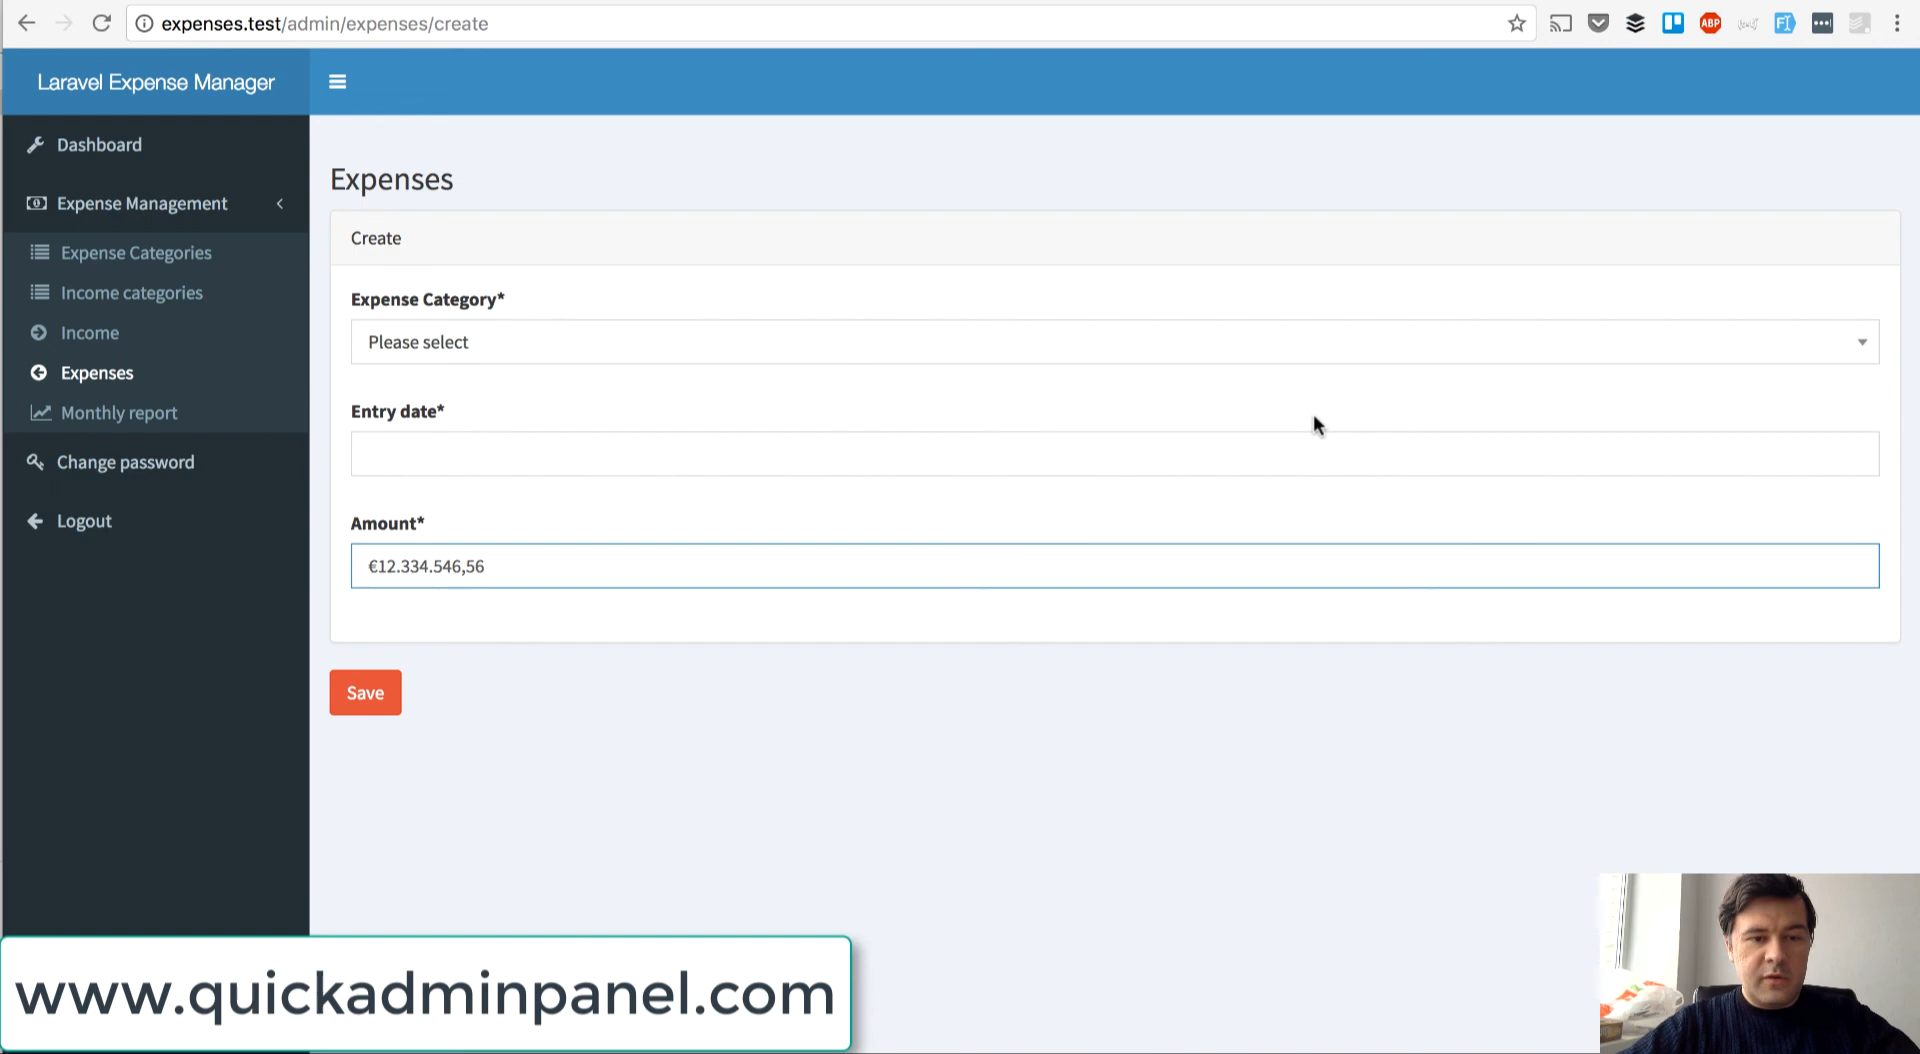 expenses.test/admin/expenses/create
ABP
Laravel Expense Manager
Dashboard
Expense Management
Expense Categories
Income categories
Income
Expenses
Monthly report
Change password
Logout
Expenses
Create
Expense Category*
Please select
Entry date*
Amount*
€12.334.546,56
Save
www.quickadminpanel.com